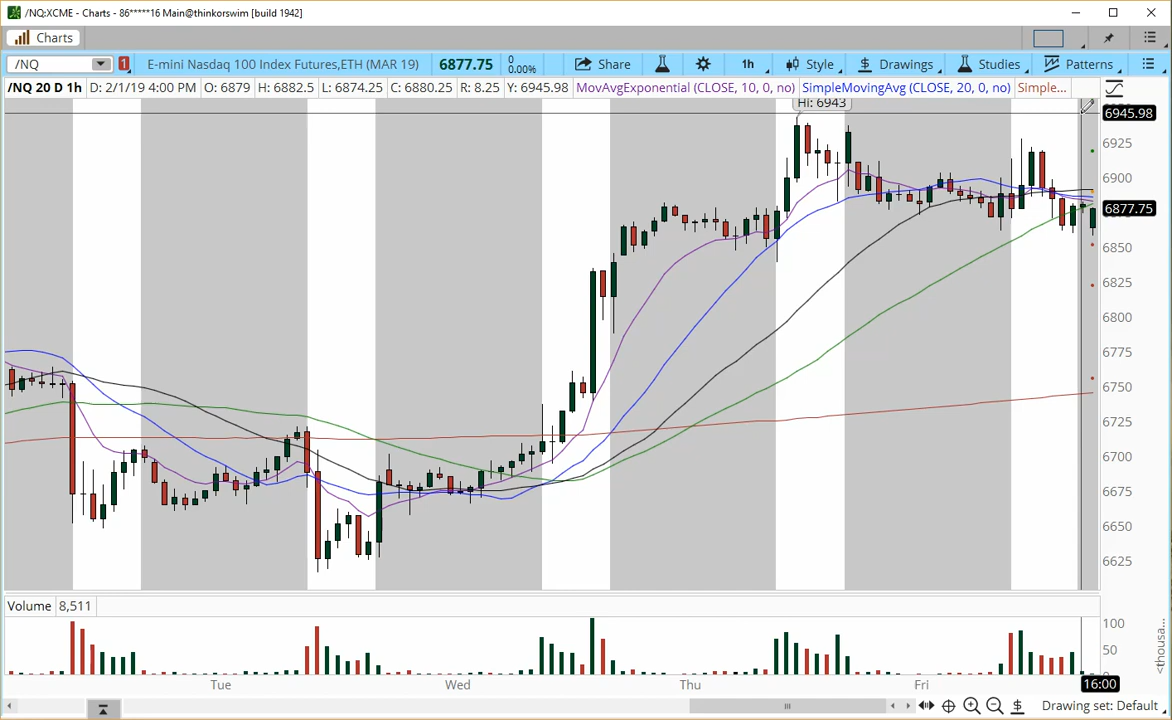 /NQ:XCME - Charts - 86*****16 Main@thinkorswim [build 1942]
Charts
/NQ 1 E-mini Nasdaq 100 Index Futures,ETH (MAR 19) 6877.75 0 0.00% Share 1h Style $ Drawings Studies Patterns
/NQ 20 D 1h D: 2/1/19 4:00 PM O: 6879 H: 6882.5 L: 6874.25 C: 6880.25 R: 8.25 Y: 6945.98 MovAvgExponential (CLOSE, 10, 0, no) SimpleMovingAvg (CLOSE, 20, 0, no) Simple...
Hi: 6943
6945.98
6925
6900
6877.75
6850
6825
6800
6775
6750
6725
6700
6675
6650
6625
Volume 8,511
100
50
<thousa...
Tue Wed Thu Fri 16:00
$ Drawing set: Default